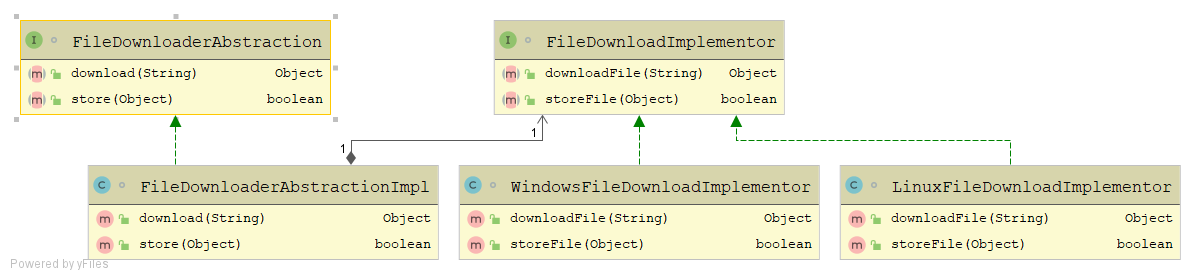 I FileDownloaderAbstraction
m download(String) Object
m store(Object) boolean
I FileDownloadImplementor
m downloadFile(String) Object
m storeFile(Object) boolean
1
1
C FileDownloaderAbstractionImpl
m download(String) Object
m store(Object) boolean
C WindowsFileDownloadImplementor
m downloadFile(String) Object
m storeFile(Object) boolean
C LinuxFileDownloadImplementor
m downloadFile(String) Object
m storeFile(Object) boolean
Powered by yFiles